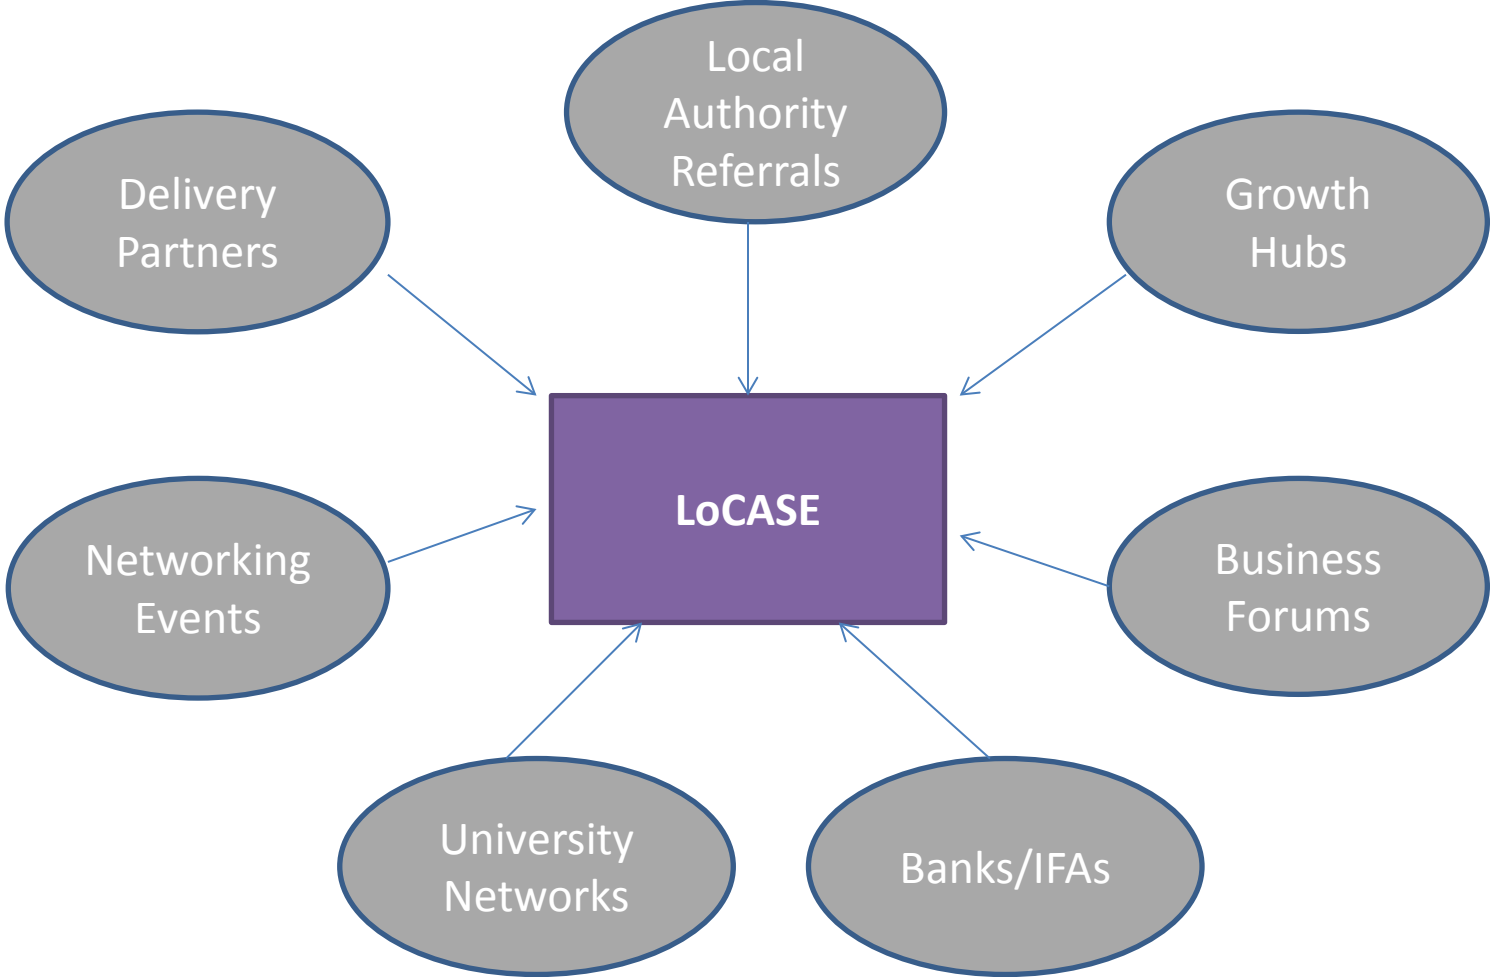 Local
Authority
Referrals
Delivery
Partners
Growth
Hubs
LoCASE
Networking
Events
Business
Forums
University
Networks
Banks/IFAs